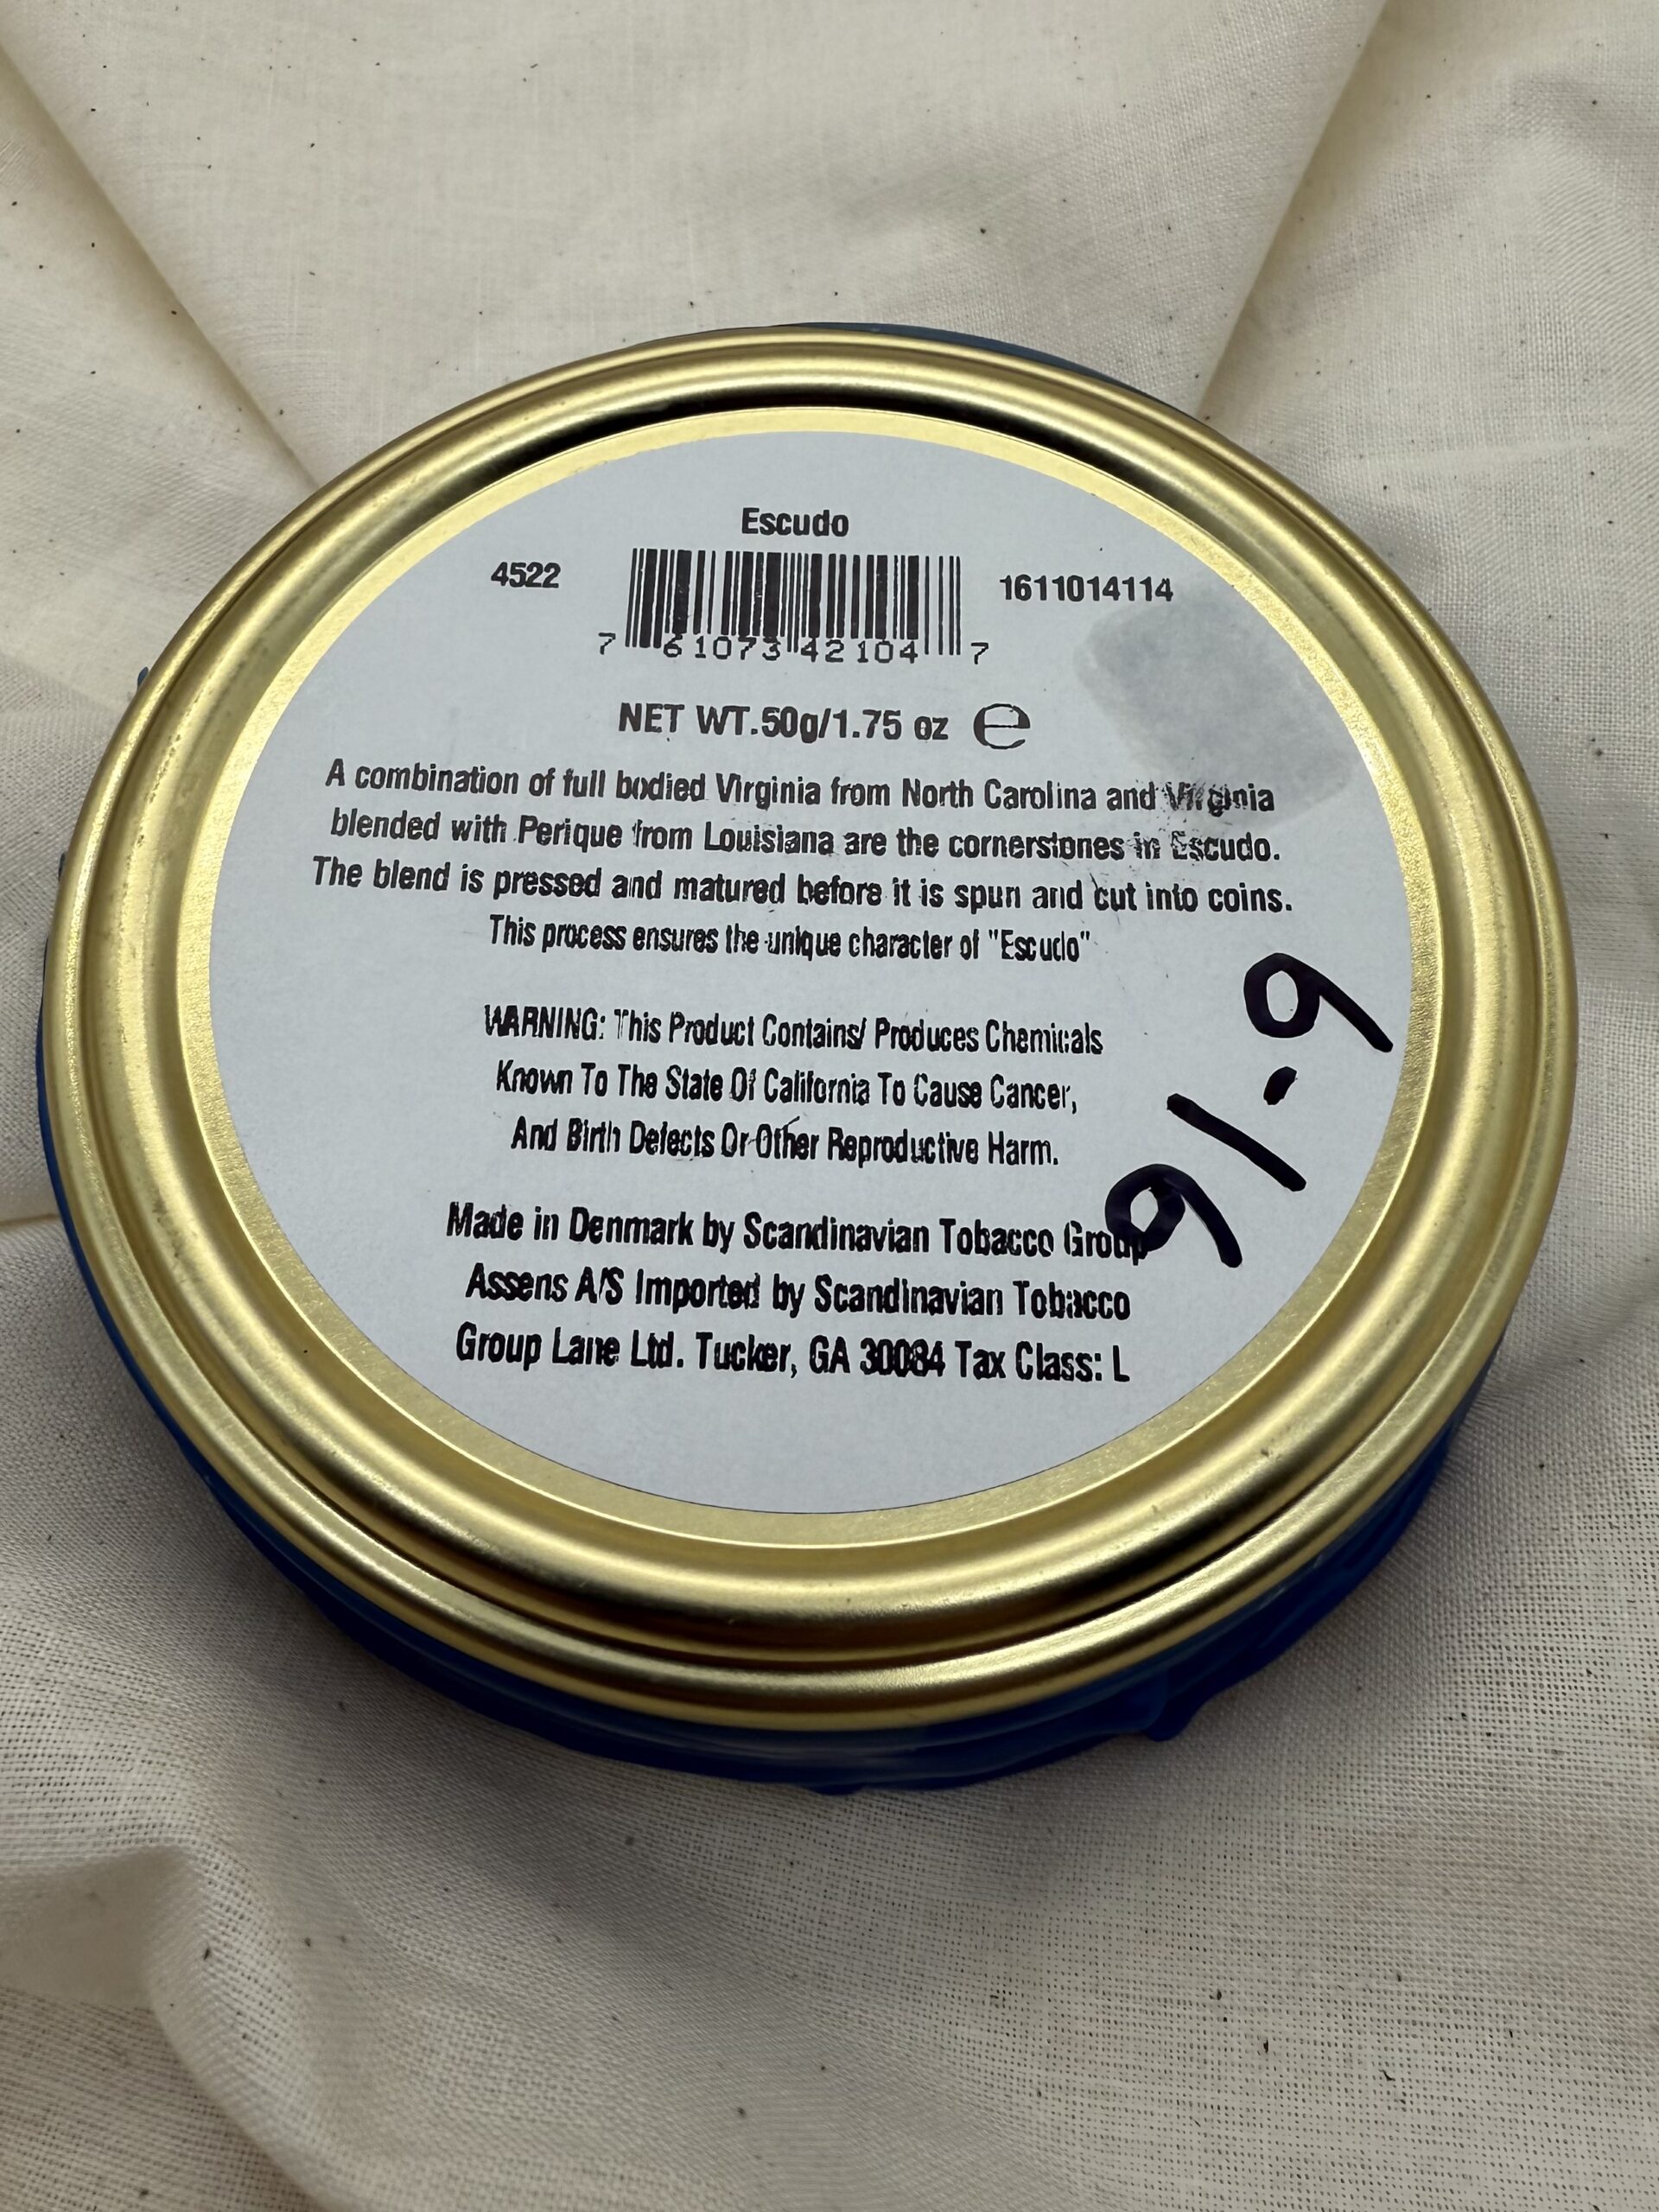 Escudo
4522
1611014114
7 61073 42104 7
NET WT.50g/1.75 oz e
A combination of full bodied Virginia from North Carolina and Virginia
blended with Perique from Louisiana are the cornerstones in Escudo.
The blend is pressed and matured before it is spun and cut into coins.
This process ensures the unique character of "Escudo"
WARNING: This Product Contains/ Produces Chemicals
Known To The State Of California To Cause Cancer,
And Birth Defects Or Other Reproductive Harm.
6-16
Made in Denmark by Scandinavian Tobacco Group
Assens A/S Imported by Scandinavian Tobacco
Group Lane Ltd. Tucker, GA 30084 Tax Class: L